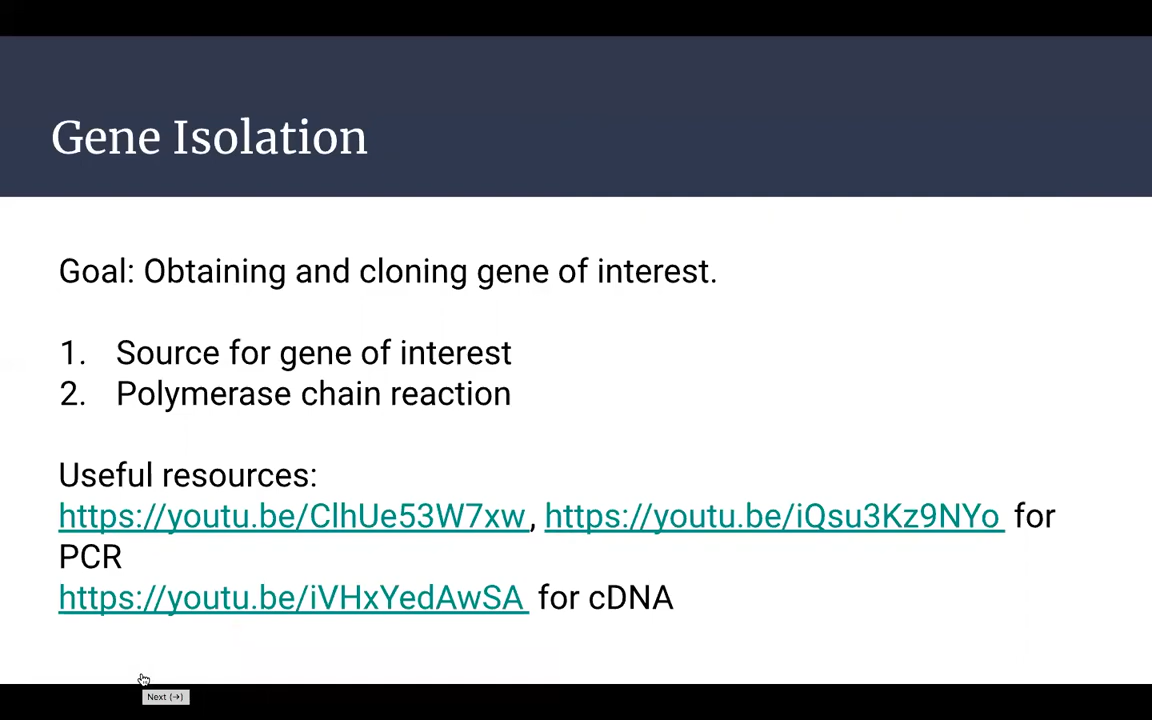 Gene Isolation
Goal: Obtaining and cloning gene of interest.
1. Source for gene of interest
2. Polymerase chain reaction
Useful resources:
https://youtu.be/ClhUe53W7xw, https://youtu.be/iQsu3Kz9NYo for
PCR
https://youtu.be/iVHxYedAwSA for cDNA
Next (→)